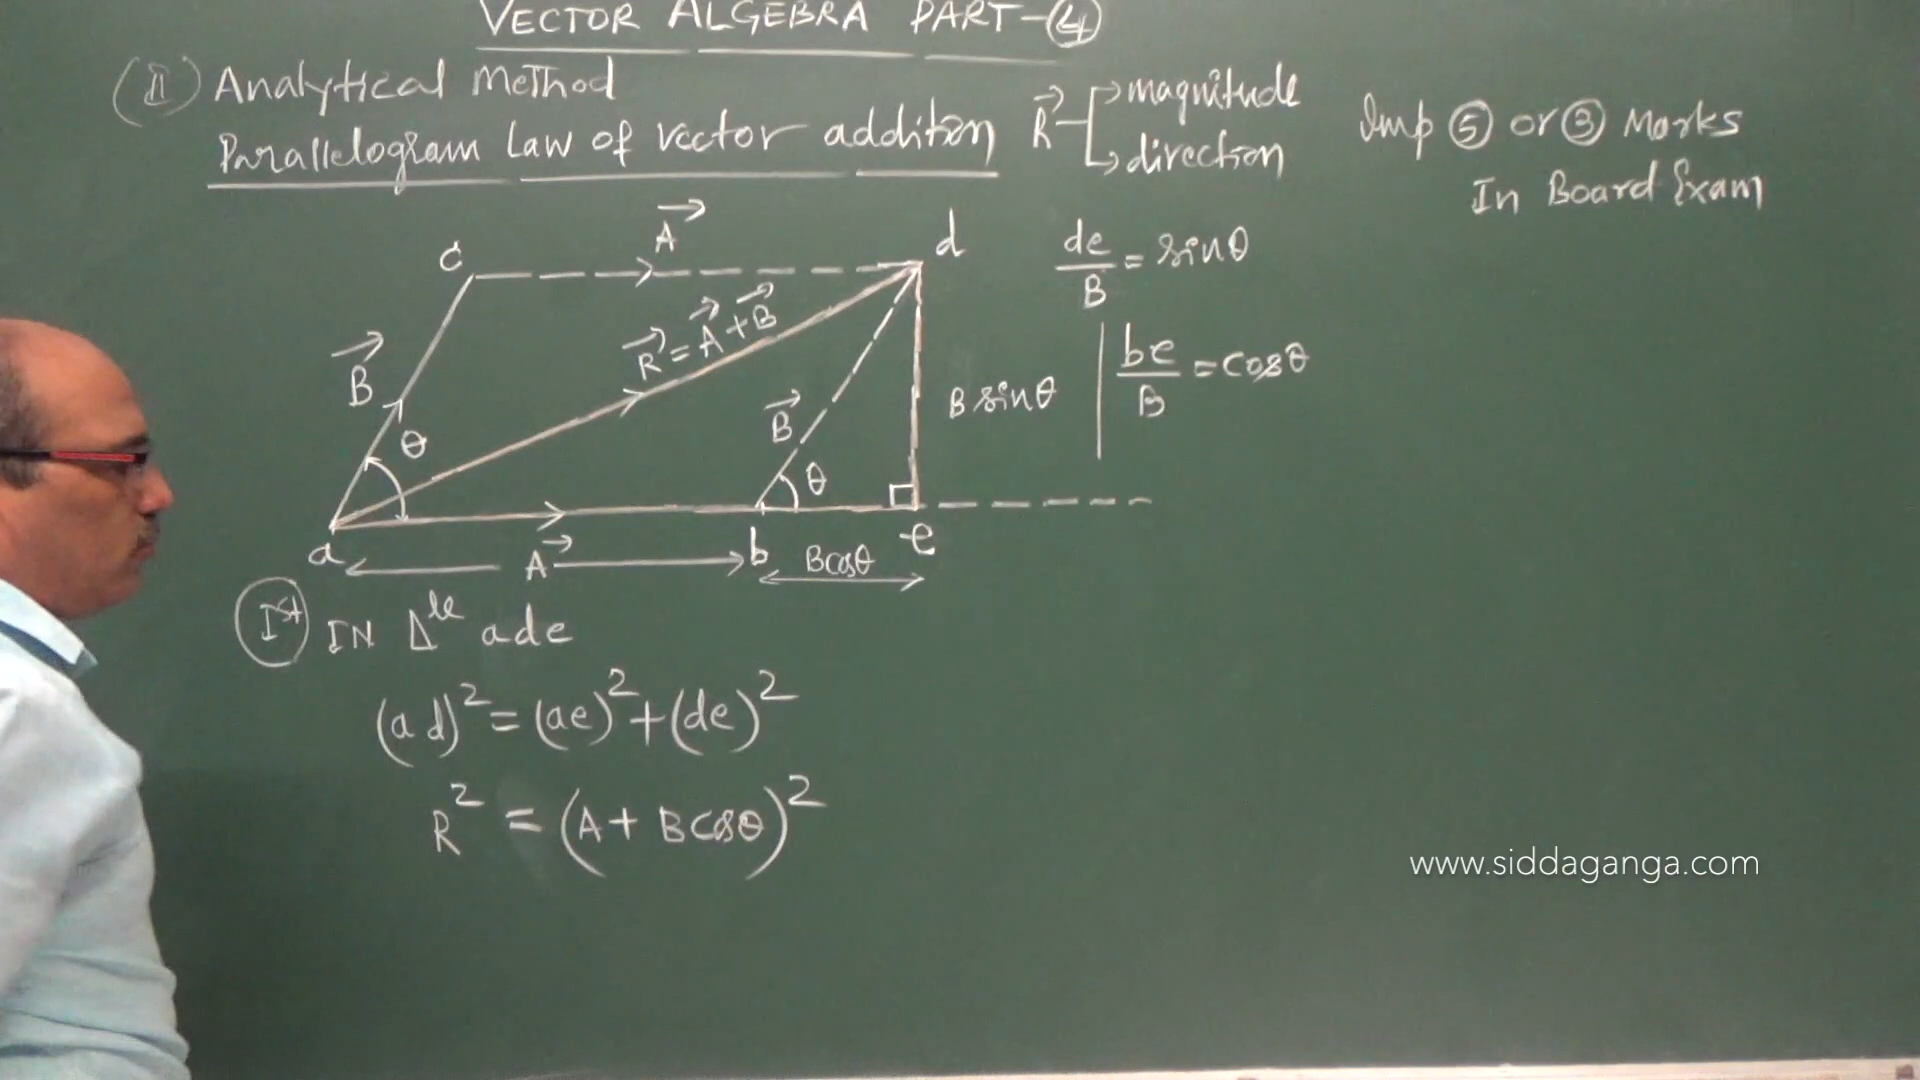 VECTOR ALGEBRA PART-(4)
(II) Analytical Method
Parallelogram Law of vector addition
R→ magnitude
direction
Imp (5) or (3) Marks
In Board Exam
c
A→
d
de/B = sinθ
be/B = cosθ
B→
θ
R→ = A→ + B→
B→
θ
B sinθ
a
A→
b
Bcosθ
e
Ist IN Δle ade
(ad)² = (ae)² + (de)²
R² = (A + Bcosθ)²
www.siddaganga.com